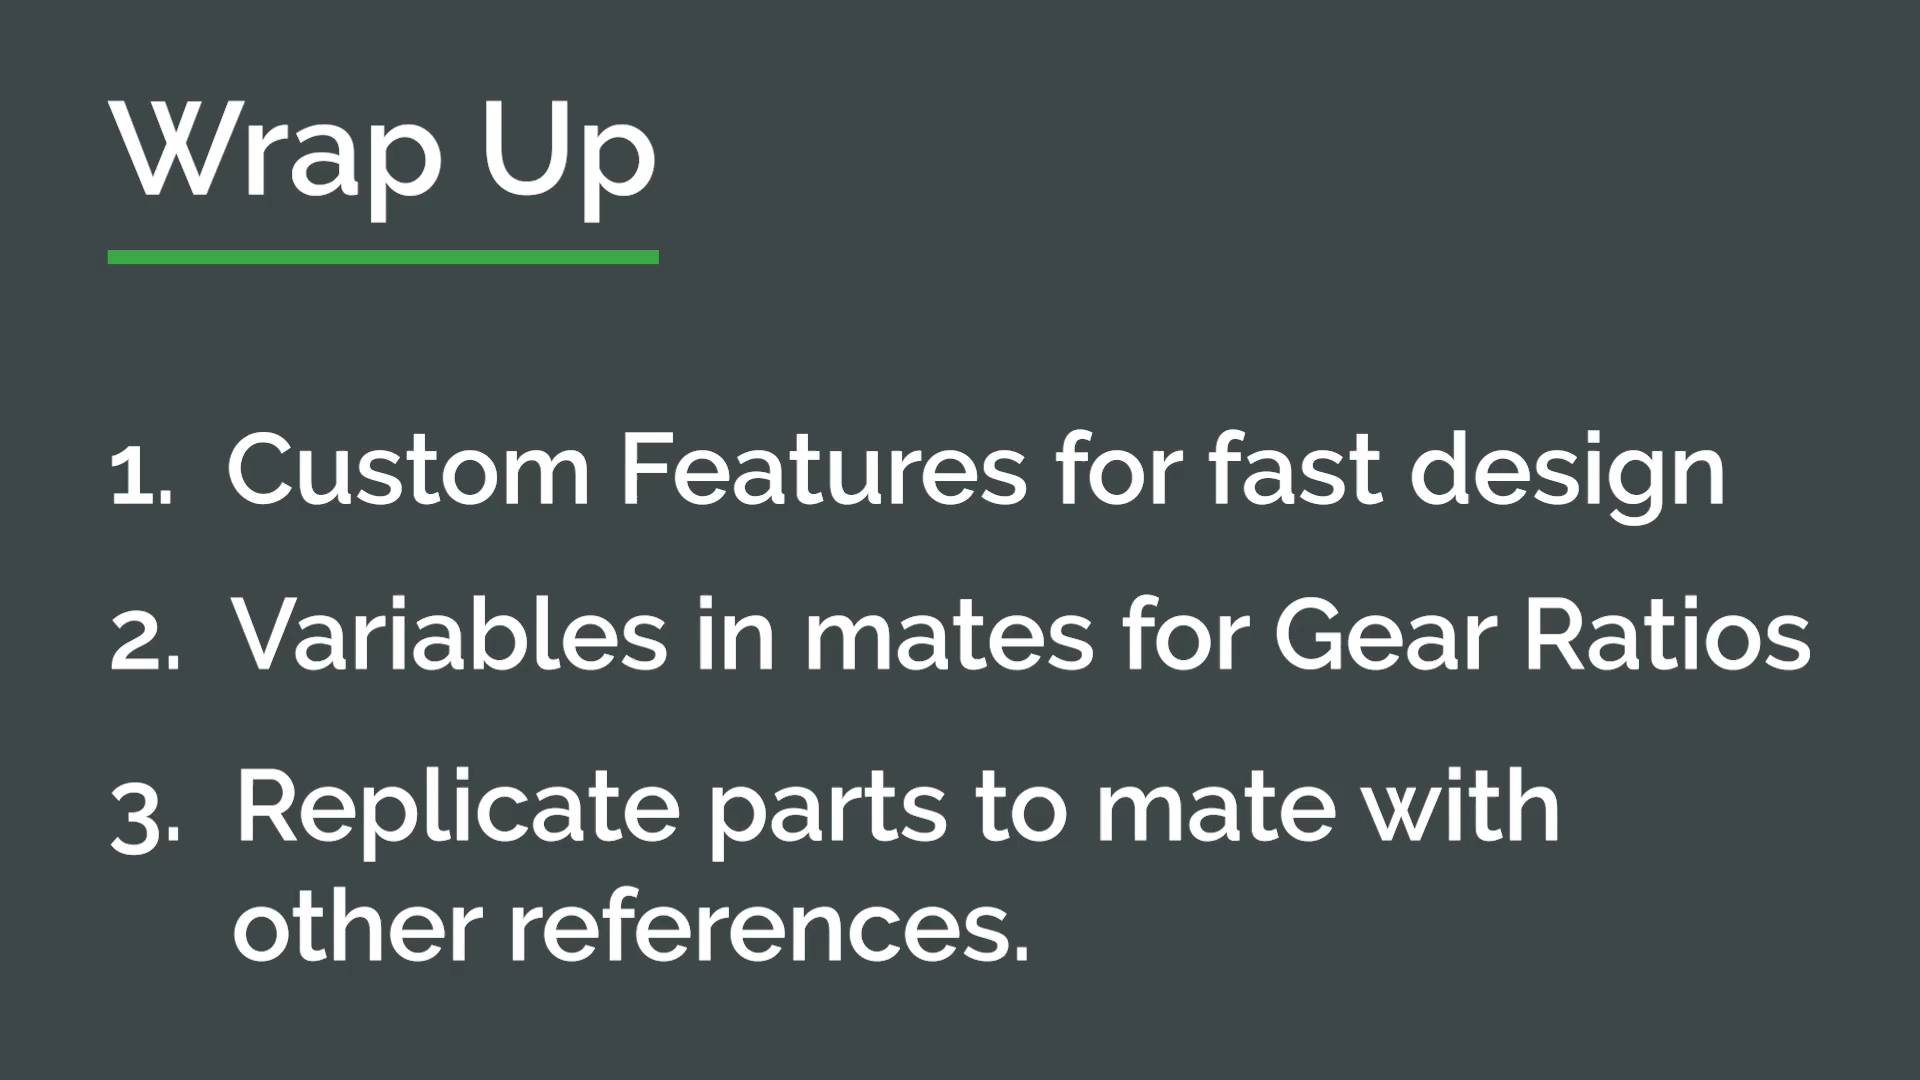 Wrap Up
1. Custom Features for fast design
2. Variables in mates for Gear Ratios
3. Replicate parts to mate with
other references.